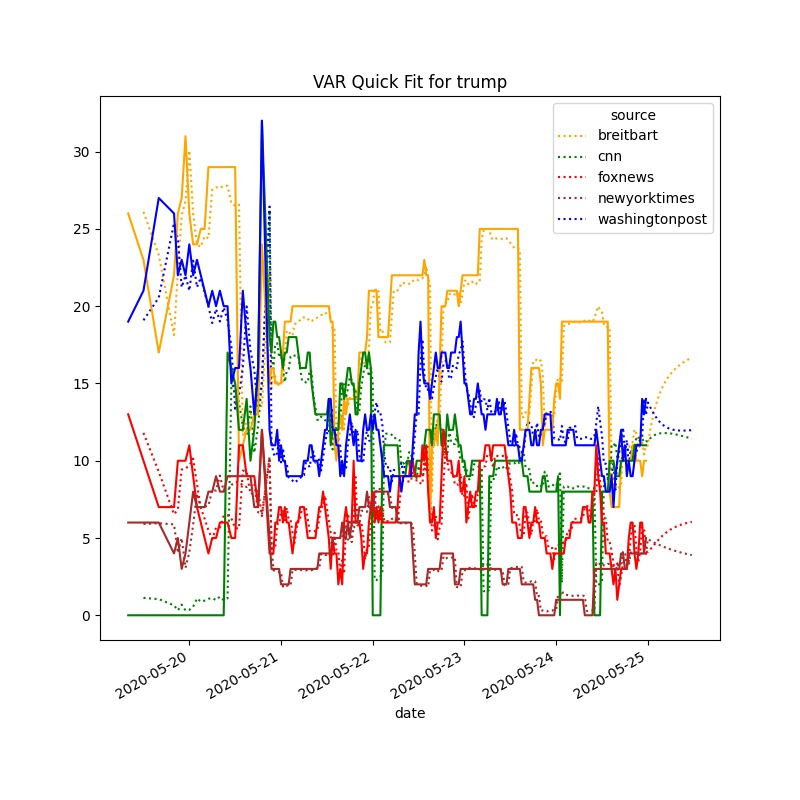 VAR Quick Fit for trump
source
breitbart
cnn
foxnews
newyorktimes
washingtonpost
30
25
20
15
10
5
0
2020-05-20
2020-05-21
2020-05-22
2020-05-23
2020-05-24
2020-05-25
date